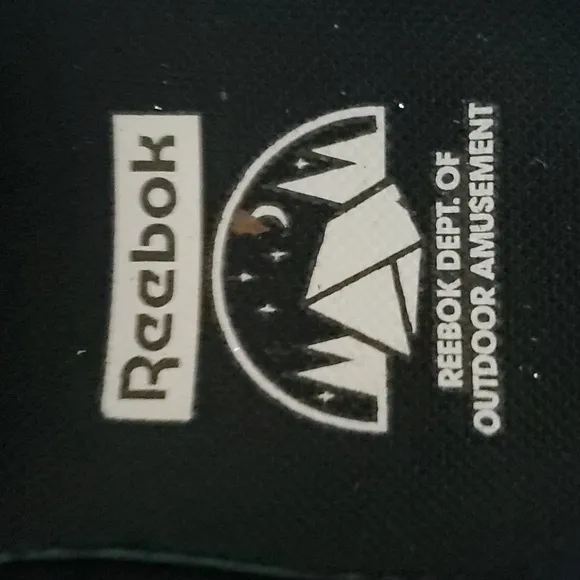 Reebok
REEBOK DEPT. OF
OUTDOOR AMUSEMENT